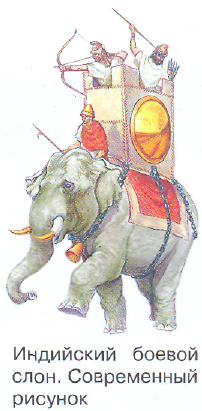 Индийский боевой
слон. Современный
рисунок